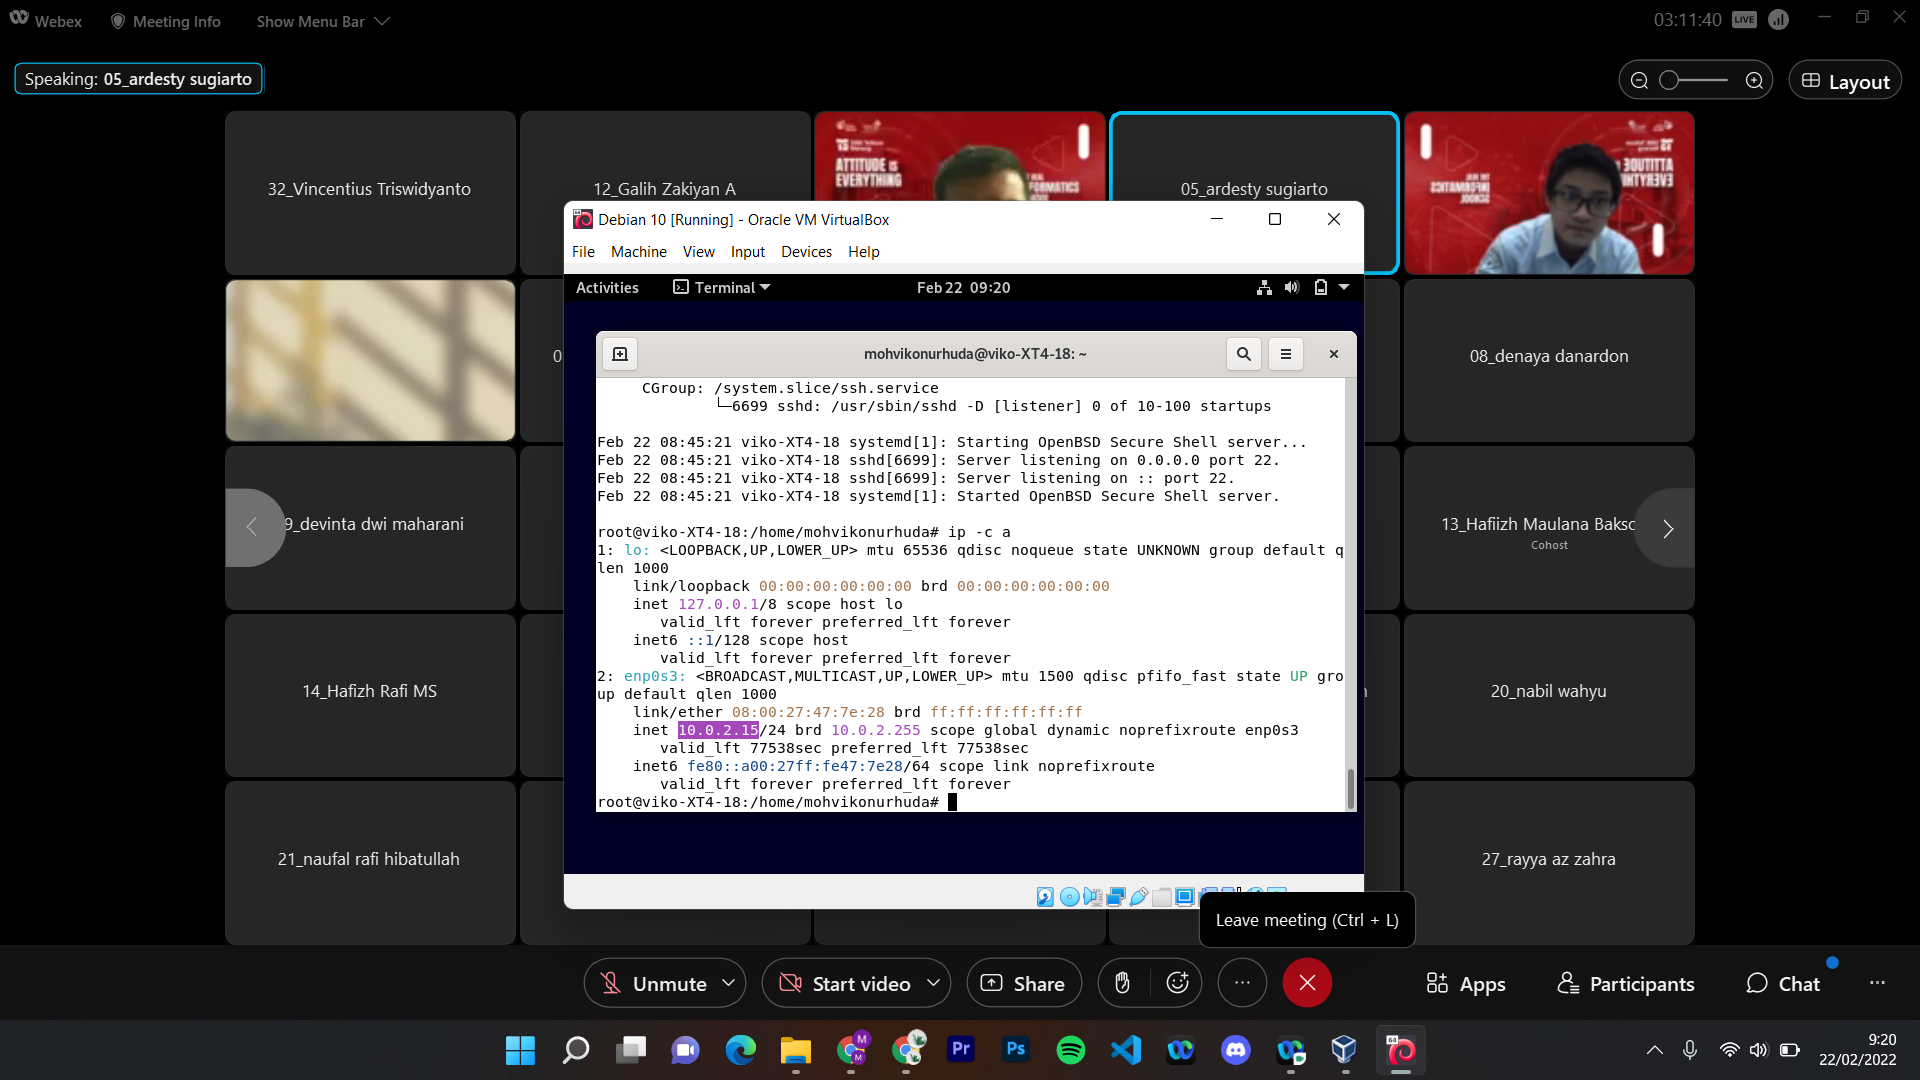 Webex
Meeting Info
Show Menu Bar
03:11:40
LIVE
Speaking: 05_ardesty sugiarto
Layout
32_Vincentius Triswidyanto
12_Galih Zakiyan A
ATTITUDE IS
EVERYTHING
05_ardesty sugiarto
Debian 10 [Running] - Oracle VM VirtualBox
File Machine View Input Devices Help
Activities
Terminal
Feb 22 09:20
mohvikonurhuda@viko-XT4-18: ~
CGroup: /system.slice/ssh.service
└─6699 sshd: /usr/sbin/sshd -D [listener] 0 of 10-100 startups
Feb 22 08:45:21 viko-XT4-18 systemd[1]: Starting OpenBSD Secure Shell server...
Feb 22 08:45:21 viko-XT4-18 sshd[6699]: Server listening on 0.0.0.0 port 22.
Feb 22 08:45:21 viko-XT4-18 sshd[6699]: Server listening on :: port 22.
Feb 22 08:45:21 viko-XT4-18 systemd[1]: Started OpenBSD Secure Shell server.
root@viko-XT4-18:/home/mohvikonurhuda# ip -c a
1: lo: <LOOPBACK,UP,LOWER_UP> mtu 65536 qdisc noqueue state UNKNOWN group default q
len 1000
link/loopback 00:00:00:00:00:00 brd 00:00:00:00:00:00
inet 127.0.0.1/8 scope host lo
valid_lft forever preferred_lft forever
inet6 ::1/128 scope host
valid_lft forever preferred_lft forever
2: enp0s3: <BROADCAST,MULTICAST,UP,LOWER_UP> mtu 1500 qdisc pfifo_fast state UP gro
up default qlen 1000
link/ether 08:00:27:47:7e:28 brd ff:ff:ff:ff:ff:ff
inet 10.0.2.15/24 brd 10.0.2.255 scope global dynamic noprefixroute enp0s3
valid_lft 77538sec preferred_lft 77538sec
inet6 fe80::a00:27ff:fe47:7e28/64 scope link noprefixroute
valid_lft forever preferred_lft forever
root@viko-XT4-18:/home/mohvikonurhuda#
0
08_denaya danardon
9_devinta dwi maharani
13_Hafiizh Maulana Baksc
Cohost
14_Hafizh Rafi MS
20_nabil wahyu
21_naufal rafi hibatullah
27_rayya az zahra
Leave meeting (Ctrl + L)
Unmute
Start video
Share
Apps
Participants
Chat
M
M
Pr
Ps
64
9:20
22/02/2022